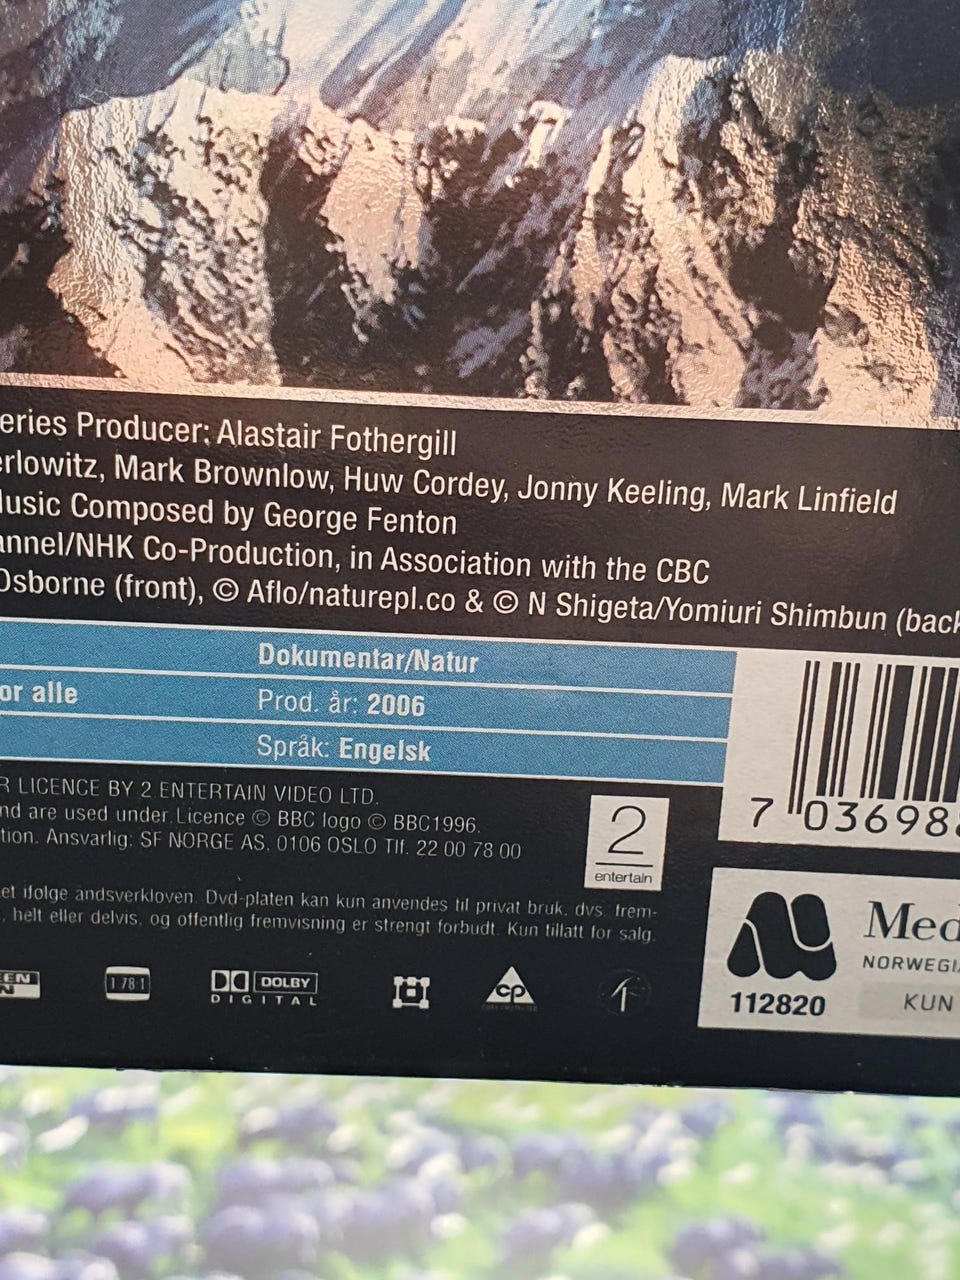 eries Producer: Alastair Fothergill
erlowitz, Mark Brownlow, Huw Cordey, Jonny Keeling, Mark Linfield
usic Composed by George Fenton
annel/NHK Co-Production, in Association with the CBC
Osborne (front), © Aflo/naturepl.co & © N Shigeta/Yomiuri Shimbun (back
Dokumentar/Natur
or alle
Prod. år: 2006
Språk: Engelsk
R LICENCE BY 2 ENTERTAIN VIDEO LTD.
nd are used under Licence © BBC logo © BBC1996.
tion. Ansvarlig: SF NORGE AS, 0106 OSLO Tlf. 22 00 78 00
2
entertain
7 036988
et ifølge andsverkloven. Dvd-platen kan kun anvendes til privat bruk, dvs. frem-
, helt eller delvis, og offentlig fremvisning er strengt forbudt. Kun tillatt for salg.
Med
NORWEGIA
KUN
112820
EEN
N
1.78:1
DOLBY
DIGITAL
cp